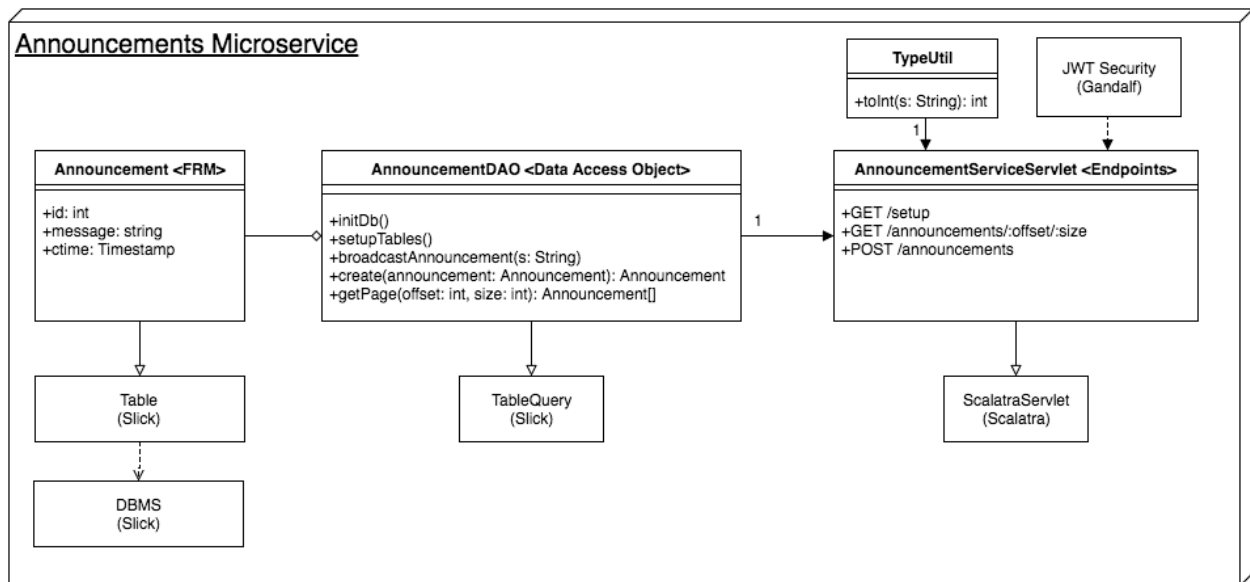 Announcements Microservice
TypeUtil
+toInt(s: String): int
JWT Security
(Gandalf)
1
Announcement <FRM>
+id: int
+message: string
+ctime: Timestamp
AnnouncementDAO <Data Access Object>
+initDb()
+setupTables()
+broadcastAnnouncement(s: String)
+create(announcement: Announcement): Announcement
+getPage(offset: int, size: int): Announcement[]
1
AnnouncementServiceServlet <Endpoints>
+GET /setup
+GET /announcements/:offset/:size
+POST /announcements
Table
(Slick)
TableQuery
(Slick)
ScalatraServlet
(Scalatra)
DBMS
(Slick)